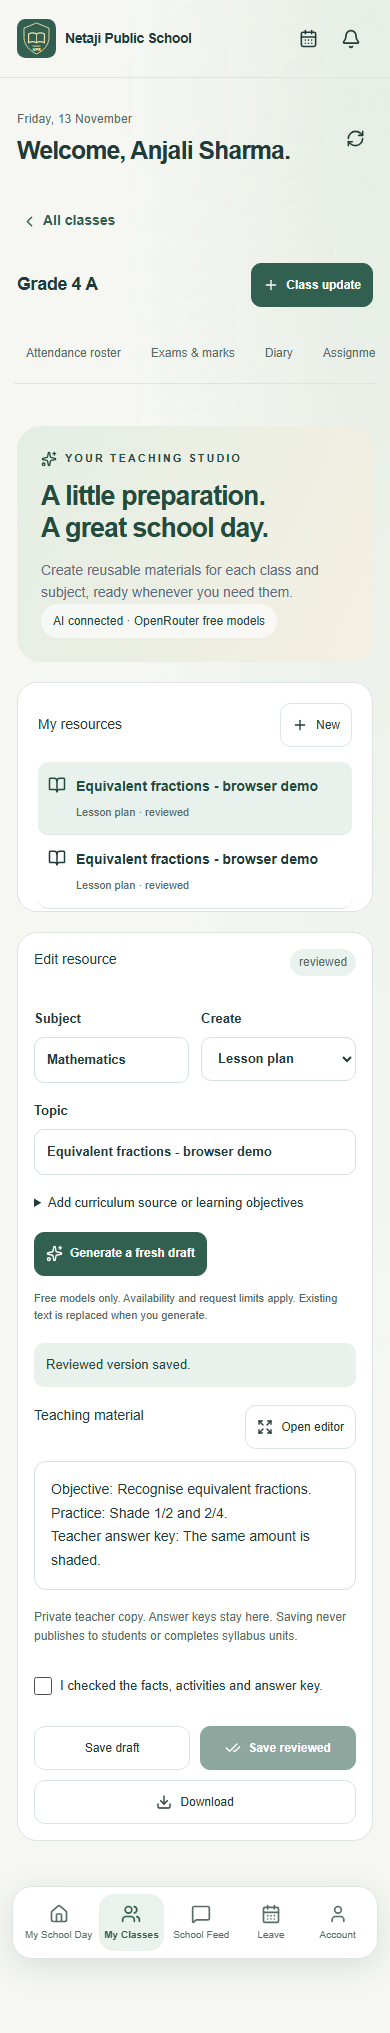 Netaji Public School
Friday, 13 November
Welcome, Anjali Sharma.
All classes
Grade 4 A
Class update
Attendance roster
Exams & marks
Diary
Assignme
YOUR TEACHING STUDIO
A little preparation.
A great school day.
Create reusable materials for each class and
subject, ready whenever you need them.
AI connected · OpenRouter free models
My resources
New
Equivalent fractions - browser demo
Lesson plan · reviewed
Equivalent fractions - browser demo
Lesson plan · reviewed
Edit resource
reviewed
Subject
Create
Mathematics
Lesson plan
Topic
Equivalent fractions - browser demo
Add curriculum source or learning objectives
Generate a fresh draft
Free models only. Availability and request limits apply. Existing
text is replaced when you generate.
Reviewed version saved.
Teaching material
Open editor
Objective: Recognise equivalent fractions.
Practice: Shade 1/2 and 2/4.
Teacher answer key: The same amount is
shaded.
Private teacher copy. Answer keys stay here. Saving never
publishes to students or completes syllabus units.
I checked the facts, activities and answer key.
Save draft
Save reviewed
Download
My School Day
My Classes
School Feed
Leave
Account